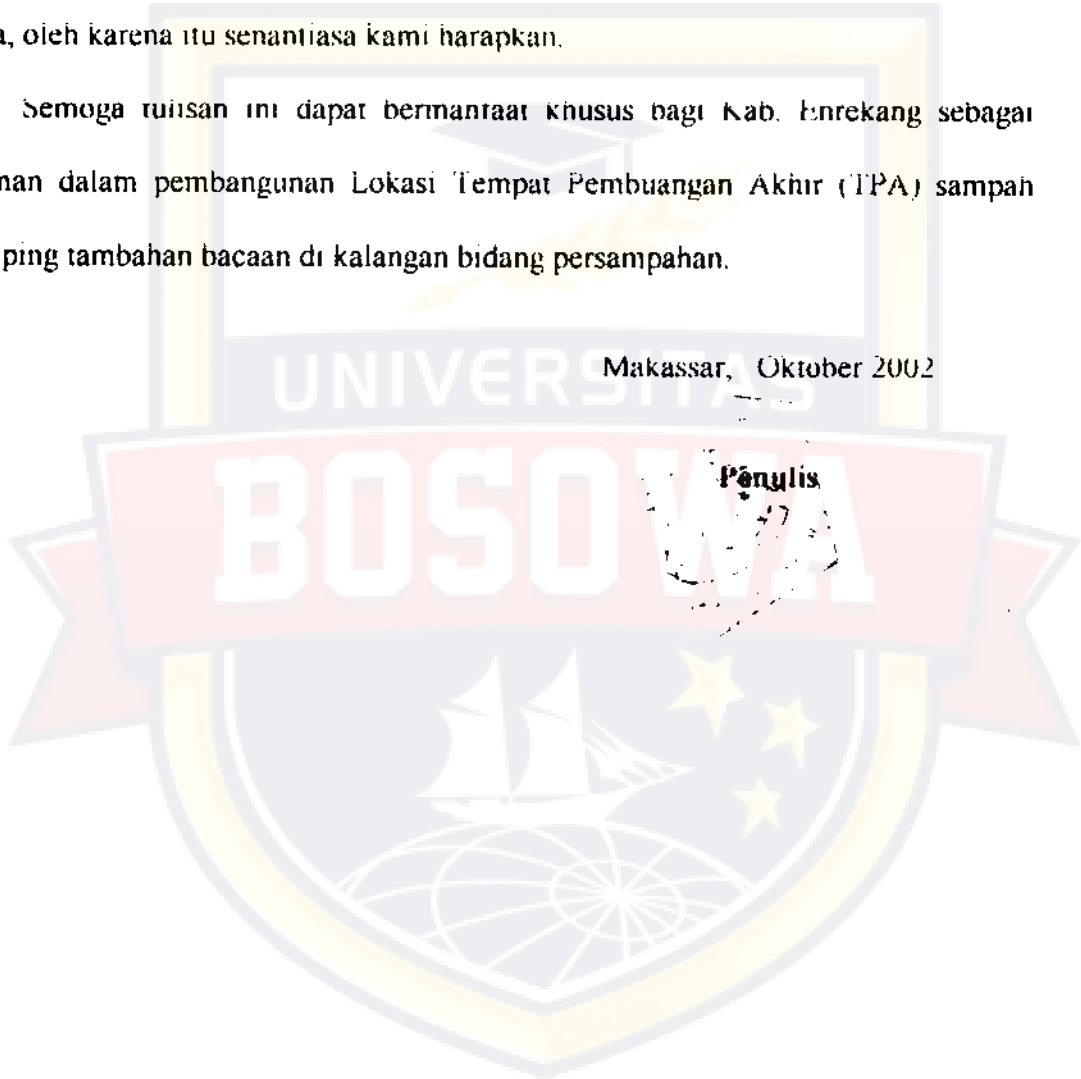 a, oleh karena itu senantiasa kami harapkan.
Semoga tulisan ini dapat bermanfaat khusus bagi Kab. Enrekang sebagai
man dalam pembangunan Lokasi Tempat Pembuangan Akhir (TPA) sampah
ping tambahan bacaan di kalangan bidang persampahan.
Makassar, Oktober 2002
UNIVERSITAS
BOSOWA
Penulis